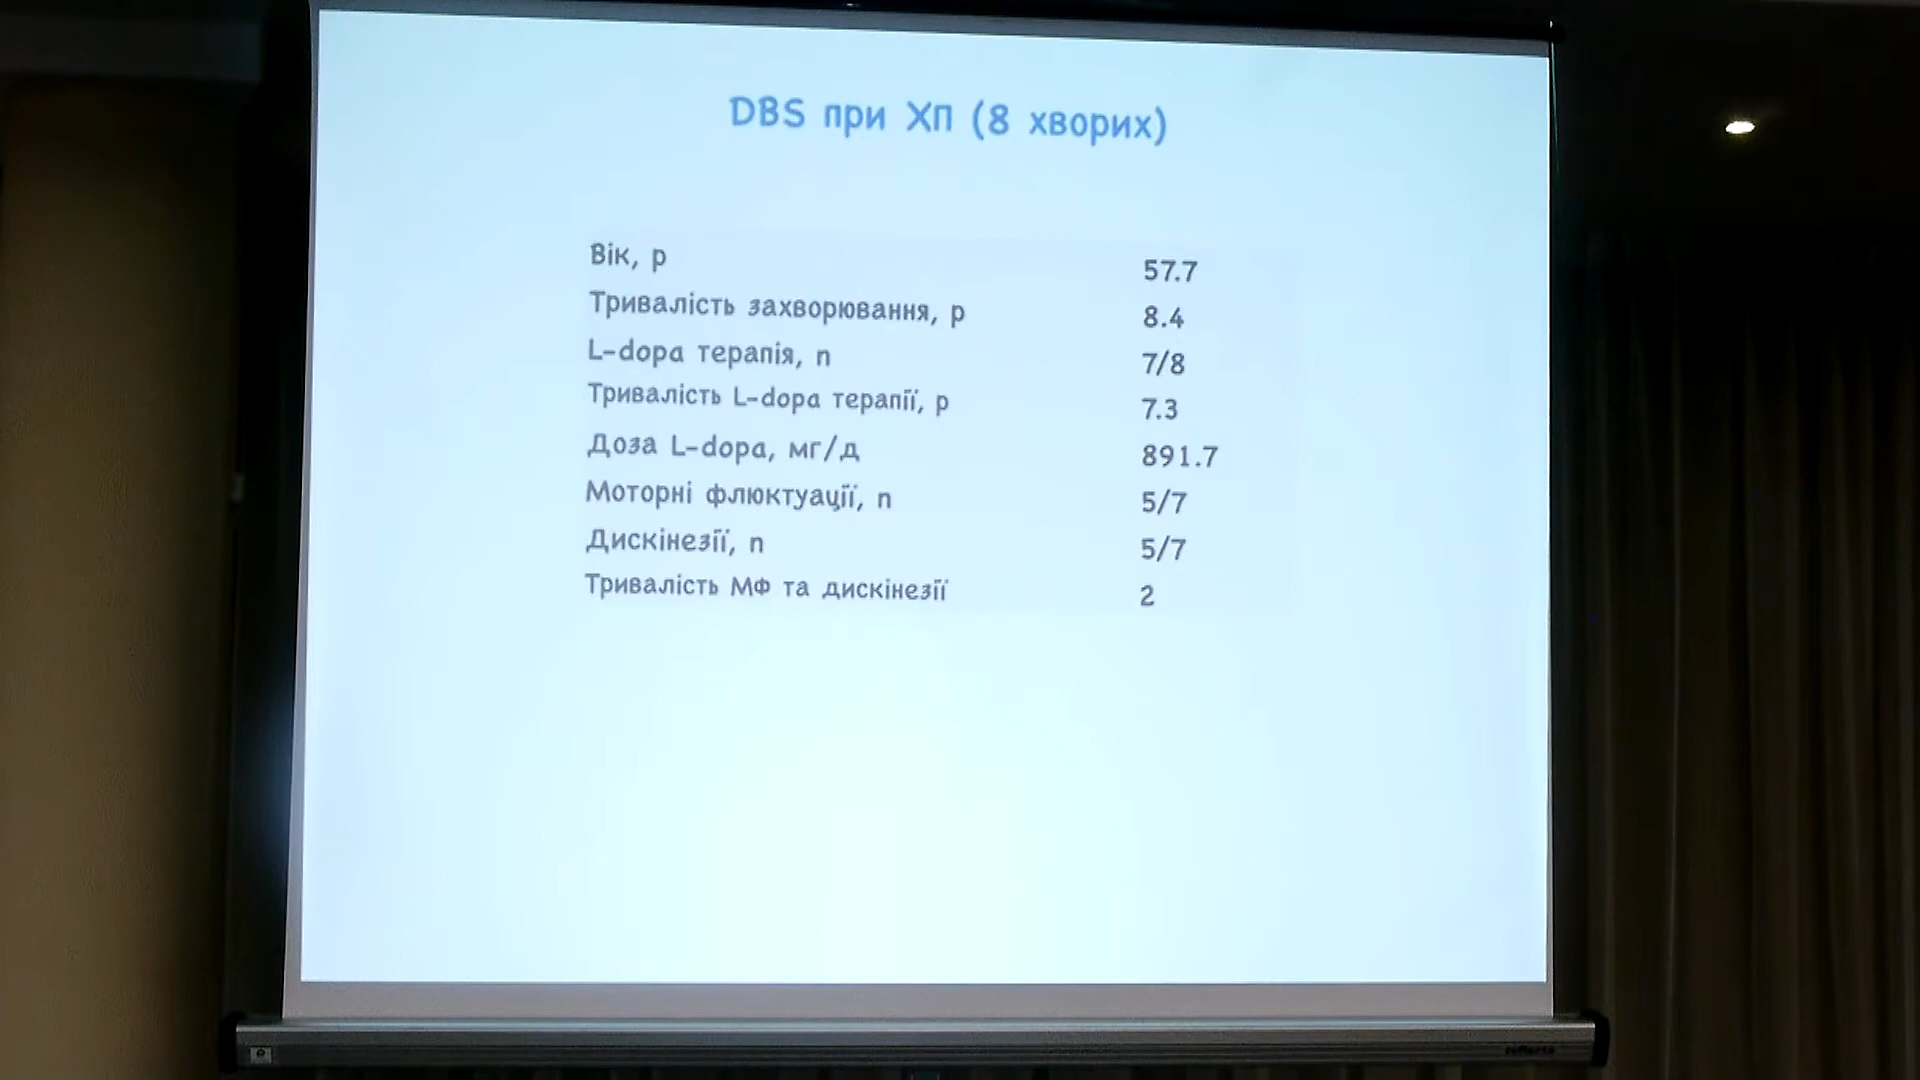 DBS при ХП (8 хворих)
Вік, р 57.7
Тривалість захворювання, р 8.4
L-dopa терапія, n 7/8
Тривалість L-dopa терапії, р 7.3
Доза L-dopa, мг/д 891.7
Моторні флюктуації, n 5/7
Дискінезії, n 5/7
Тривалість МФ та дискінезії 2